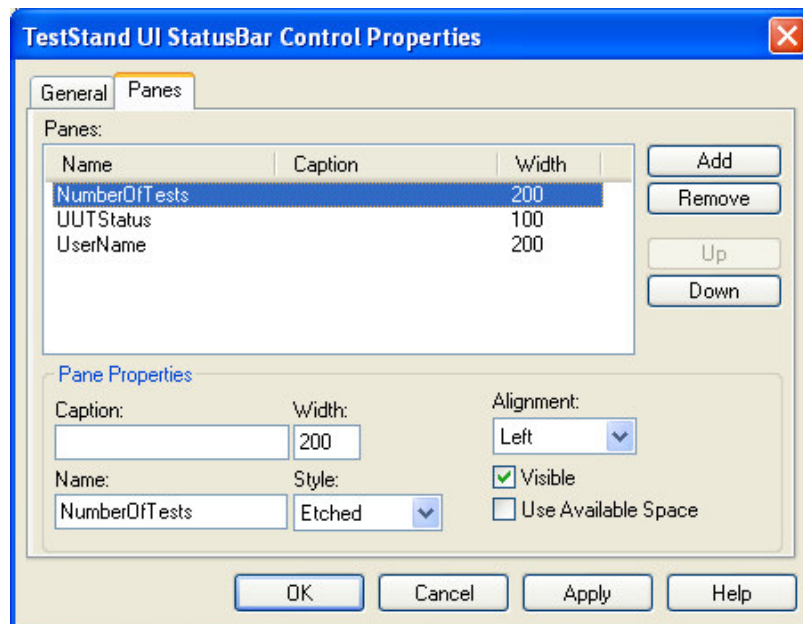 TestStand UI StatusBar Control Properties
General Panes
Panes:
Name Caption Width
NumberOfTests 200
UUTStatus 100
UserName 200
Add
Remove
Up
Down
Pane Properties
Caption: Width: Alignment:
200 Left
Name: Style: Visible
NumberOfTests Etched Use Available Space
OK Cancel Apply Help